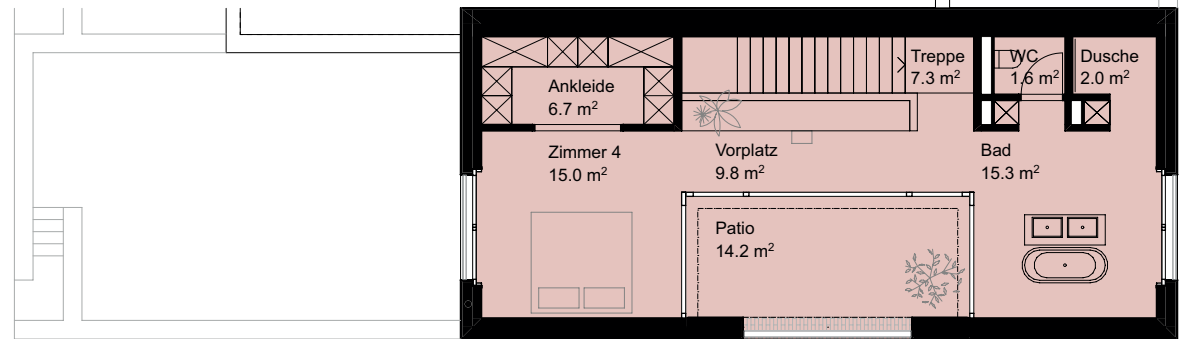 Ankleide
6.7 m²
Treppe
7.3 m²
WC
1.6 m²
Dusche
2.0 m²
Zimmer 4
15.0 m²
Vorplatz
9.8 m²
Bad
15.3 m²
Patio
14.2 m²